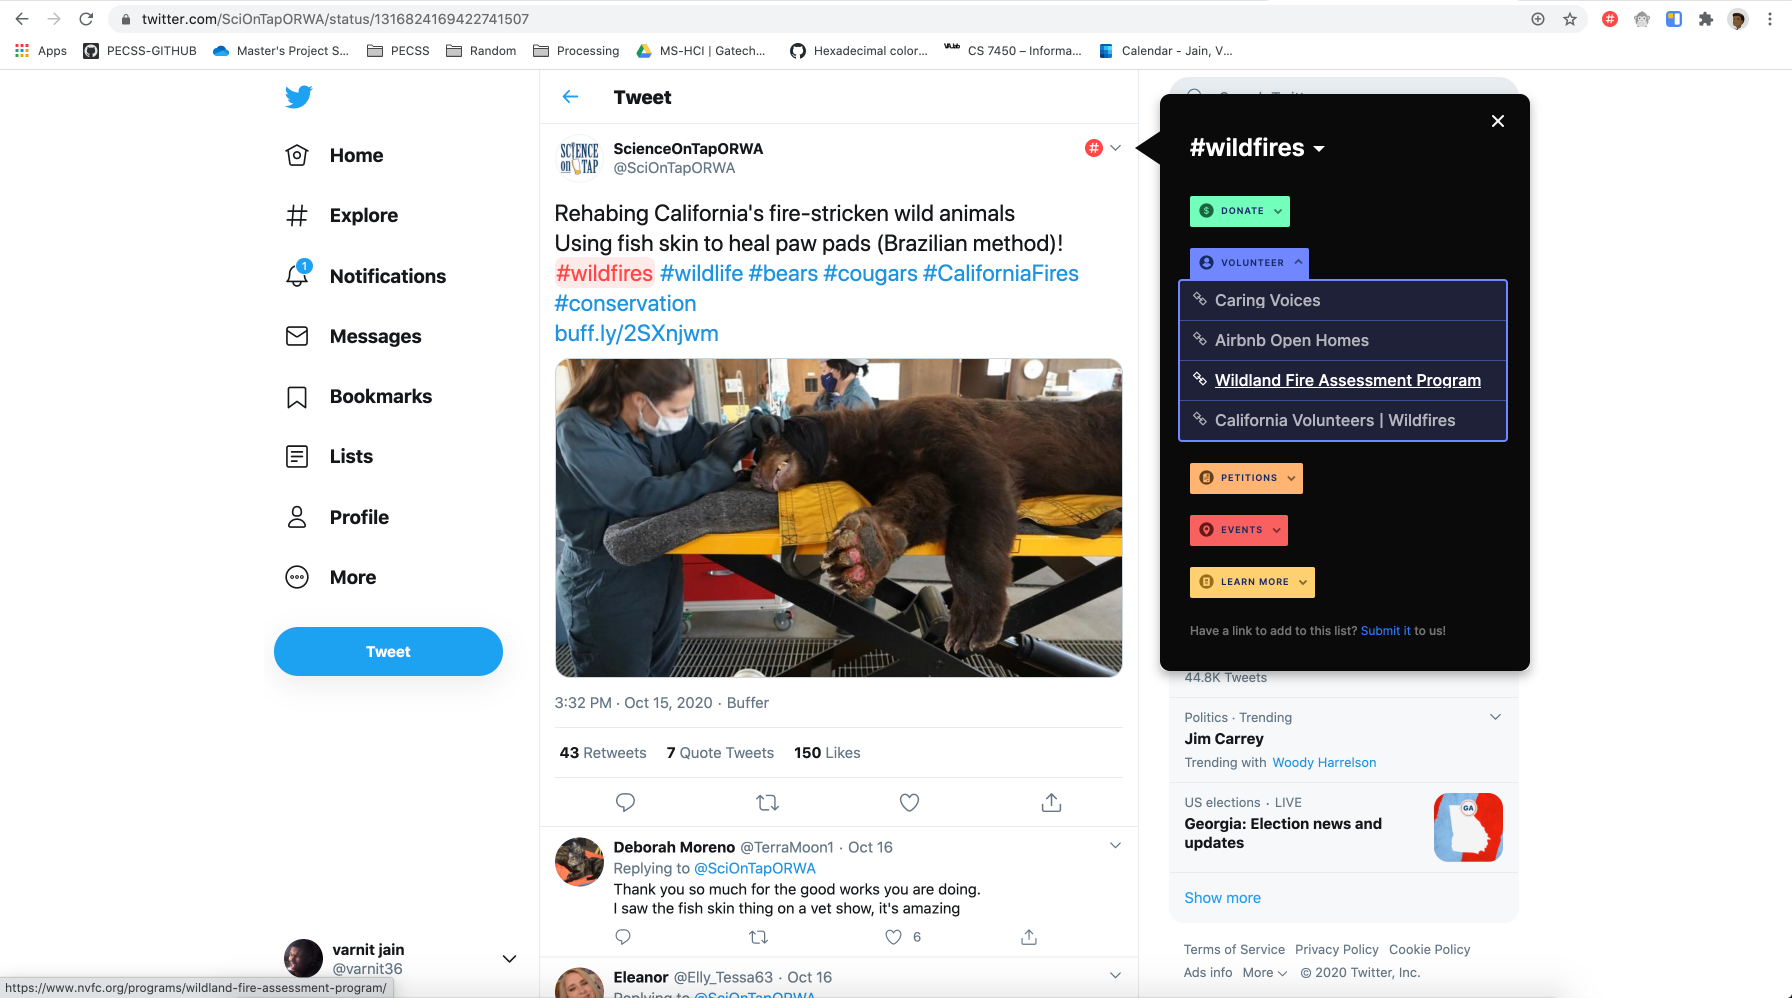 twitter.com/SciOnTapORWA/status/1316824169422741507
Apps PECSS-GITHUB Master's Project S... PECSS Random Processing MS-HCI | Gatech... Hexadecimal color... CS 7450 – Informa... Calendar - Jain, V...
Home
Explore
1
Notifications
Messages
Bookmarks
Lists
Profile
More
Tweet
varnit jain
@varnit36
https://www.nvfc.org/programs/wildland-fire-assessment-program/
Tweet
SCIENCE
on TAP
ScienceOnTapORWA
@SciOnTapORWA
#
Rehabing California's fire-stricken wild animals
Using fish skin to heal paw pads (Brazilian method)!
#wildfires #wildlife #bears #cougars #CaliforniaFires
#conservation
buff.ly/2SXnjwm
3:32 PM · Oct 15, 2020 · Buffer
43 Retweets 7 Quote Tweets 150 Likes
Deborah Moreno @TerraMoon1 · Oct 16
Replying to @SciOnTapORWA
Thank you so much for the good works you are doing.
I saw the fish skin thing on a vet show, it's amazing
6
Eleanor @Elly_Tessa63 · Oct 16
Replying to @SciOnTapORWA
#wildfires
DONATE
VOLUNTEER
Caring Voices
Airbnb Open Homes
Wildland Fire Assessment Program
California Volunteers | Wildfires
PETITIONS
EVENTS
LEARN MORE
Have a link to add to this list? Submit it to us!
44.8K Tweets
Politics · Trending
Jim Carrey
Trending with Woody Harrelson
US elections · LIVE
Georgia: Election news and
updates
GA
Show more
Terms of Service Privacy Policy Cookie Policy
Ads info More © 2020 Twitter, Inc.